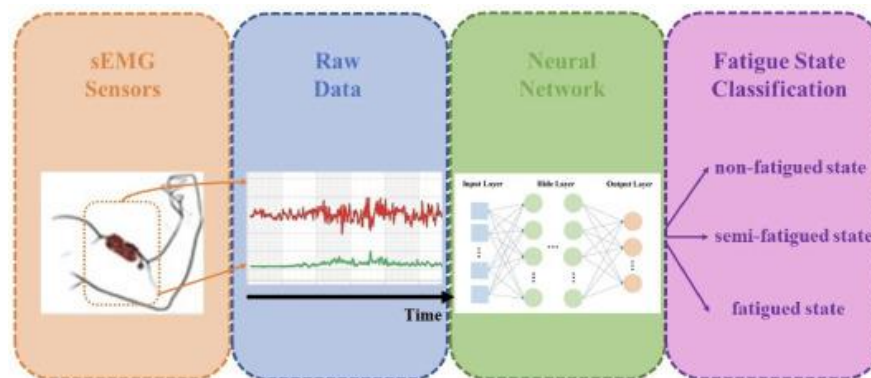 sEMG
Sensors
Raw
Data
Neural
Network
Fatigue State
Classification
Input Layer
Hide Layer
Output Layer
non-fatigued state
semi-fatigued state
fatigued state
Time